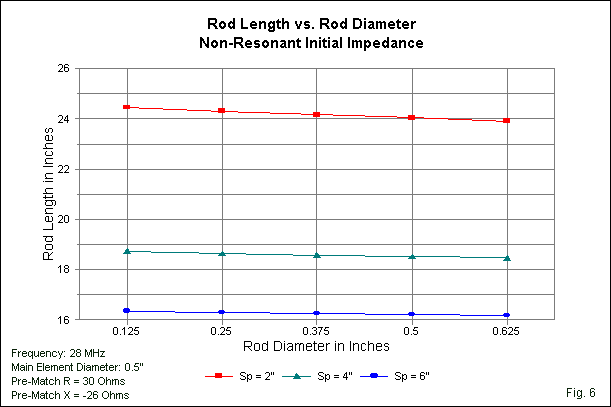 Rod Length vs. Rod Diameter
Non-Resonant Initial Impedance
Rod Length in Inches
26
24
22
20
18
16
0.125 0.25 0.375 0.5 0.625
Rod Diameter in Inches
Frequency: 28 MHz
Main Element Diameter: 0.5"
Pre-Match R = 30 Ohms
Pre-Match X = -26 Ohms
Sp = 2" Sp = 4" Sp = 6"
Fig. 6